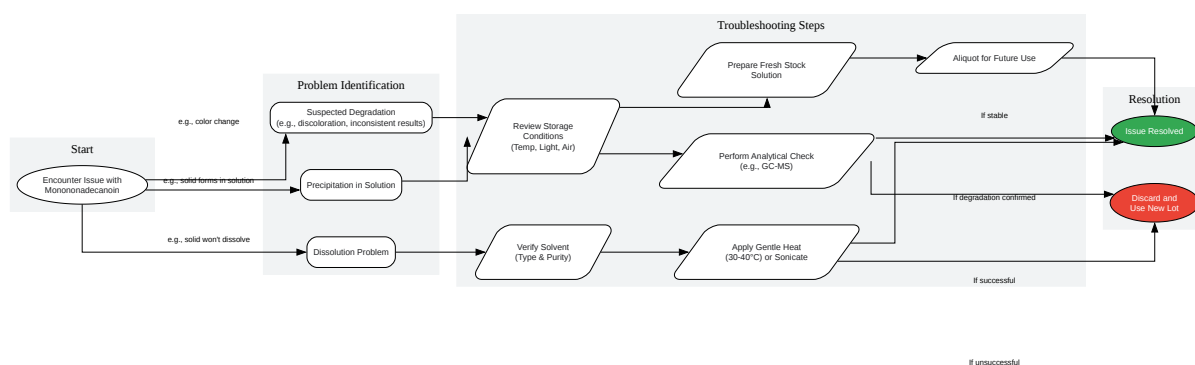 Troubleshooting Steps
Prepare Fresh Stock
Solution
Aliquot for Future Use
Problem Identification
Suspected Degradation
(e.g., discoloration, inconsistent results)
e.g., color change
Review Storage
Conditions
(Temp, Light, Air)
If stable
Resolution
Issue Resolved
Start
Encounter Issue with
Monononadecanoin
e.g., solid forms in solution
Precipitation in Solution
Perform Analytical Check
(e.g., GC-MS)
If degradation confirmed
Discard and
Use New Lot
e.g., solid won't dissolve
Dissolution Problem
Verify Solvent
(Type & Purity)
Apply Gentle Heat
(30-40°C) or Sonicate
If successful
If unsuccessful